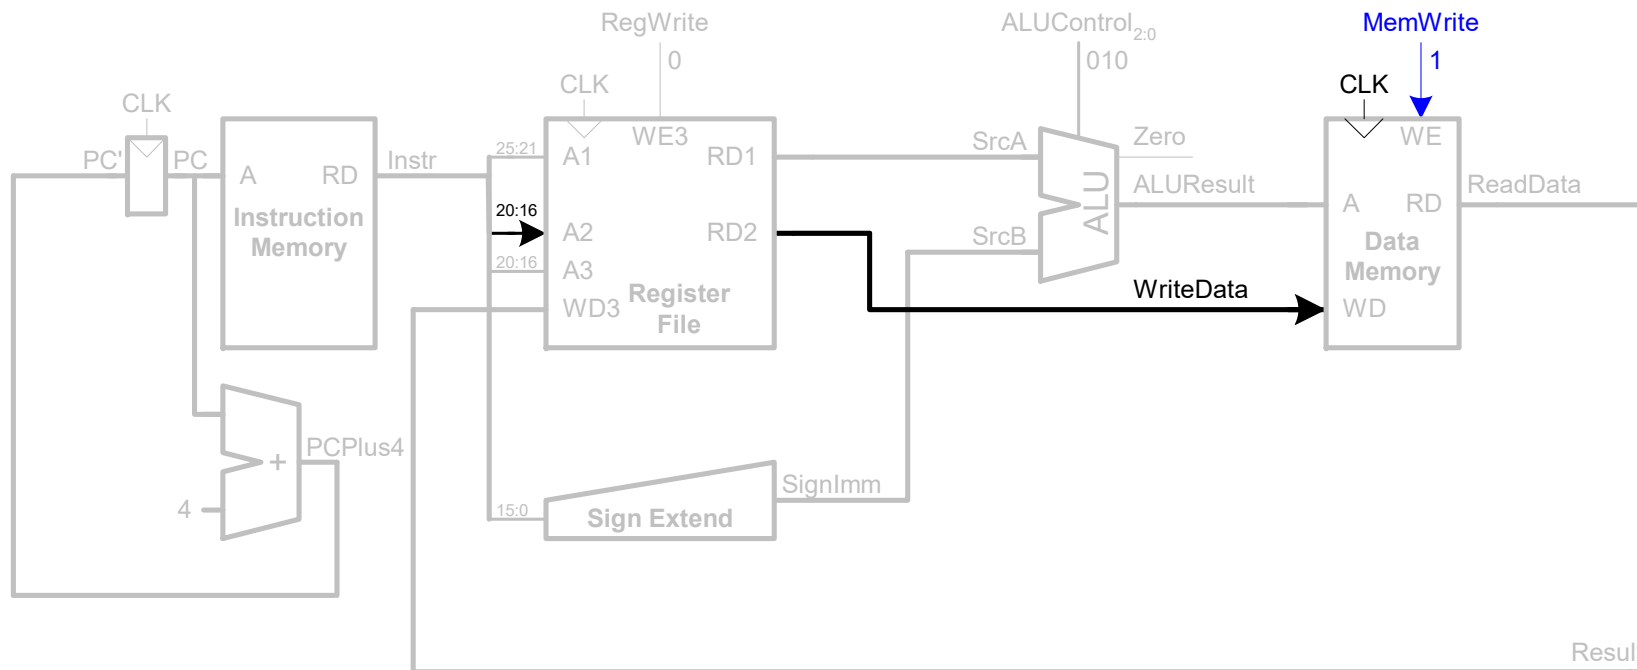 RegWrite
ALUControl2:0
MemWrite
0
010
1
CLK
CLK
CLK
PC'
PC
Instr
25:21
A1
WE3
RD1
SrcA
Zero
WE
A
RD
Instruction
Memory
20:16
A2
RD2
SrcB
ALU
ALUResult
A
RD
ReadData
20:16
A3
Data
Memory
WD3
Register
File
WriteData
WD
PCPlus4
+
4
SignImm
15:0
Sign Extend
Resul